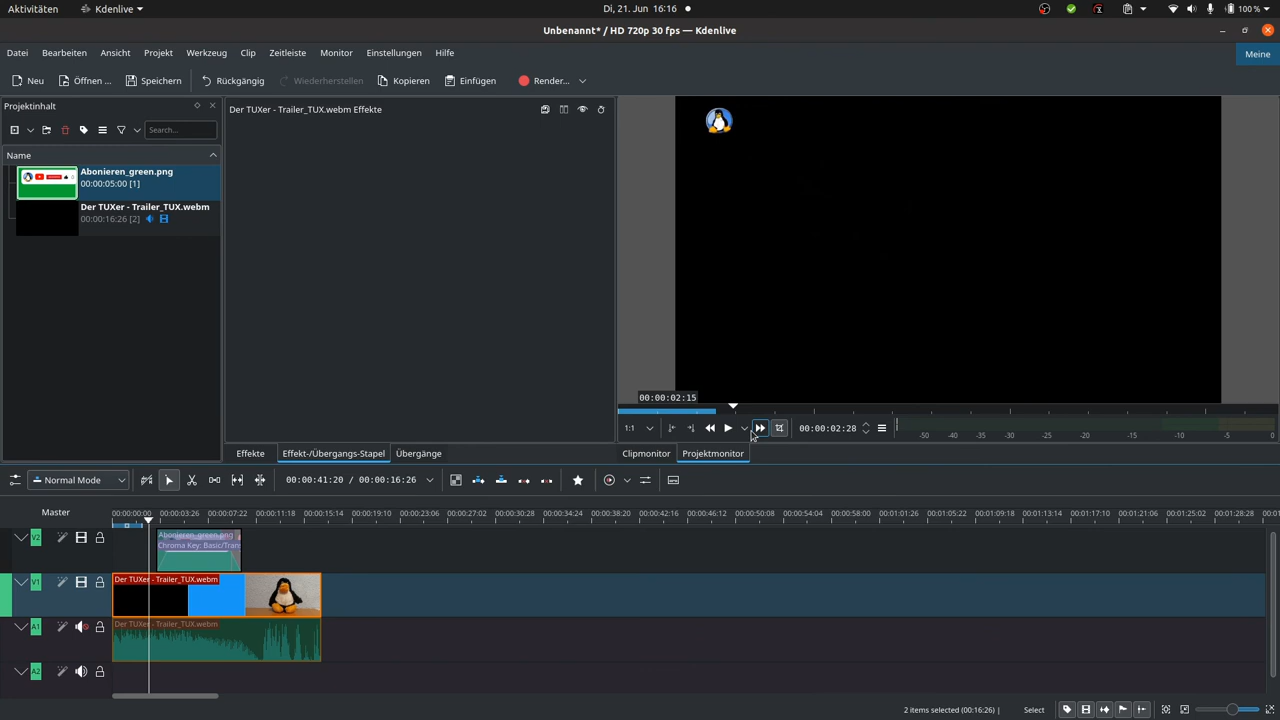 Aktivitäten
Kdenlive
Di, 21. Jun 16:16
100 %
Unbenannt* / HD 720p 30 fps — Kdenlive
Datei Bearbeiten Ansicht Projekt Werkzeug Clip Zeitleiste Monitor Einstellungen Hilfe
Meine
Neu Öffnen ... Speichern Rückgängig Wiederherstellen Kopieren Einfügen Render...
Projektinhalt
Der TUXer - Trailer_TUX.webm Effekte
Search...
Name
Abonieren_green.png
00:00:05:00 [1]
Der TUXer - Trailer_TUX.webm
00:00:16:26 [2]
00:00:02:15
1:1
00:00:02:28
-50 -40 -30 -20 -15 -10 -5 0
Effekte Effekt-/Übergangs-Stapel Übergänge Clipmonitor Projektmonitor
Normal Mode
00:00:41:20 / 00:00:16:26
Master
00:00:00:00 00:00:03:26 00:00:07:22 00:00:11:18 00:00:15:14 00:00:19:10 00:00:23:06 00:00:27:02 00:00:30:28 00:00:34:24 00:00:38:20 00:00:42:16 00:00:46:12 00:00:50:08 00:00:54:04 00:00:58:00 00:01:01:26 00:01:05:22 00:01:09:18 00:01:13:14 00:01:17:10 00:01:21:06 00:01:25:02 00:01:28:28
V2
Abonieren_green.png
Chroma Key: Basic/Trans
V1
Der TUXer - Trailer_TUX.webm
A1
Der TUXer - Trailer_TUX.webm
A2
2 items selected (00:16:26) |
Select